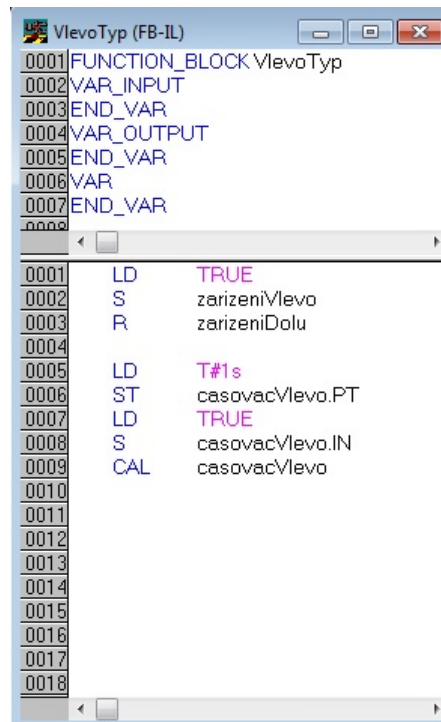 VlevoTyp (FB-IL)
0001 FUNCTION_BLOCK VlevoTyp
0002 VAR_INPUT
0003 END_VAR
0004 VAR_OUTPUT
0005 END_VAR
0006 VAR
0007 END_VAR
0008
0001 LD TRUE
0002 S zarizeniVlevo
0003 R zarizeniDolu
0004
0005 LD T#1s
0006 ST casovacVlevo.PT
0007 LD TRUE
0008 S casovacVlevo.IN
0009 CAL casovacVlevo
0010
0011
0012
0013
0014
0015
0016
0017
0018